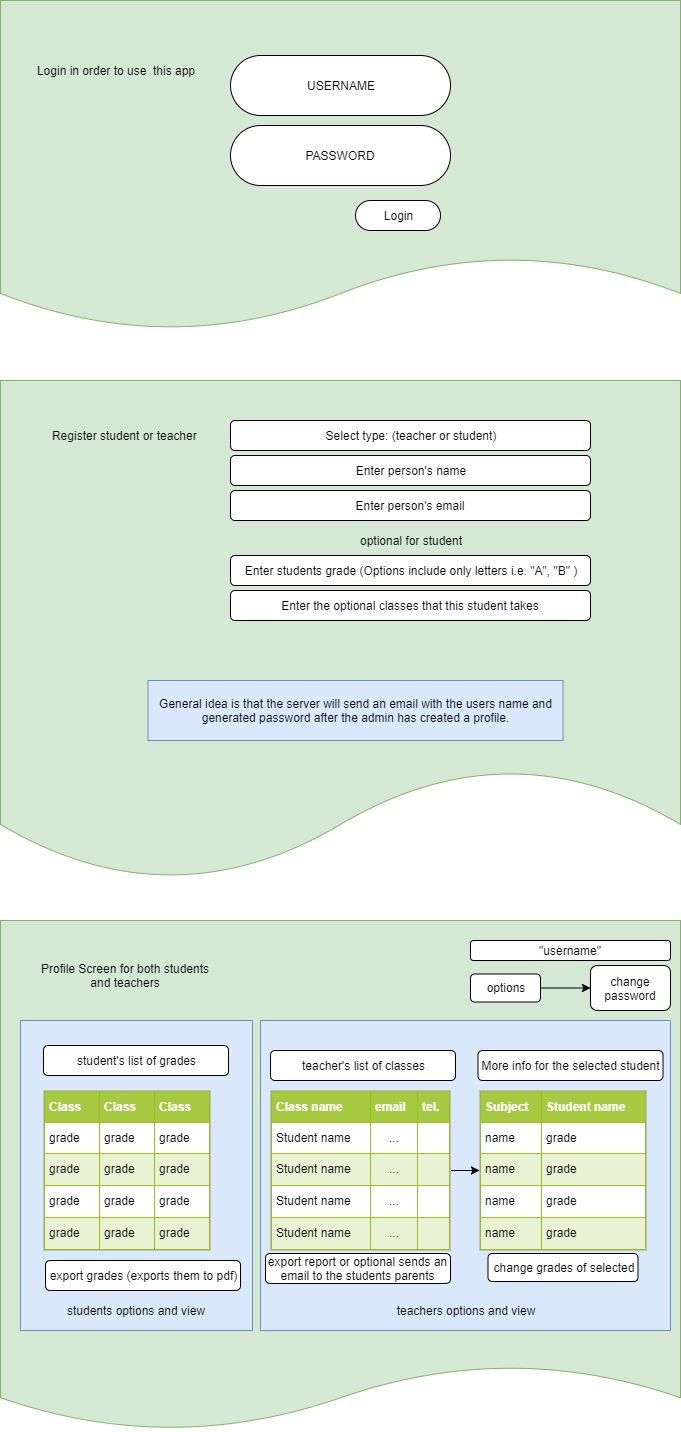 Login in order to use  this app
USERNAME
PASSWORD
Login
Register student or teacher
Select type: (teacher or student)
Enter person's name
Enter person's email
optional for student
Enter students grade (Options include only letters i.e. "A", "B" )
Enter the optional classes that this student takes
General idea is that the server will send an email with the users name and
generated password after the admin has created a profile.
Profile Screen for both students
and teachers
"username"
options
change
password
student's list of grades
Class Class Class
grade grade grade
grade grade grade
grade grade grade
grade grade grade
export grades (exports them to pdf)
students options and view
teacher's list of classes
Class name email tel.
Student name ...
Student name ...
Student name ...
Student name ...
export report or optional sends an
email to the students parents
More info for the selected student
Subject Student name
name grade
name grade
name grade
name grade
change grades of selected
teachers options and view